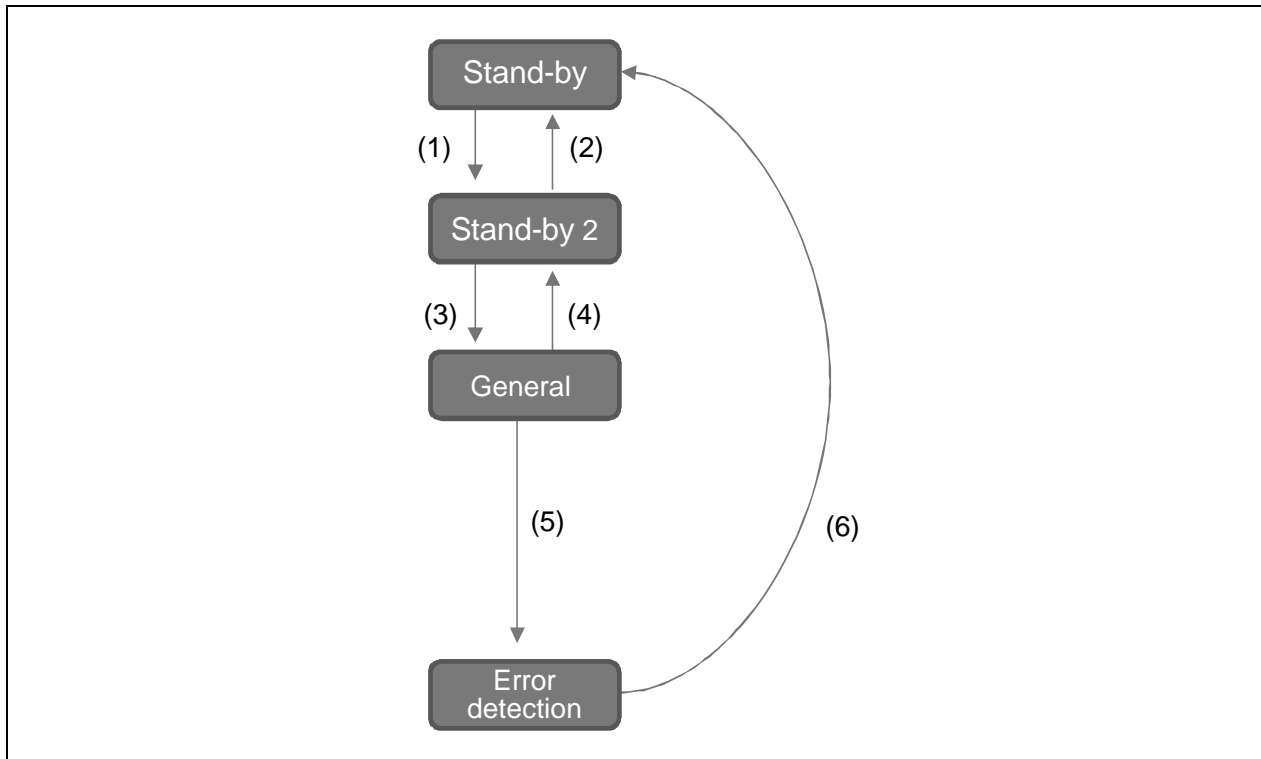 Stand-by
(1)
(2)
Stand-by 2
(3)
(4)
General
(5)
(6)
Error
detection